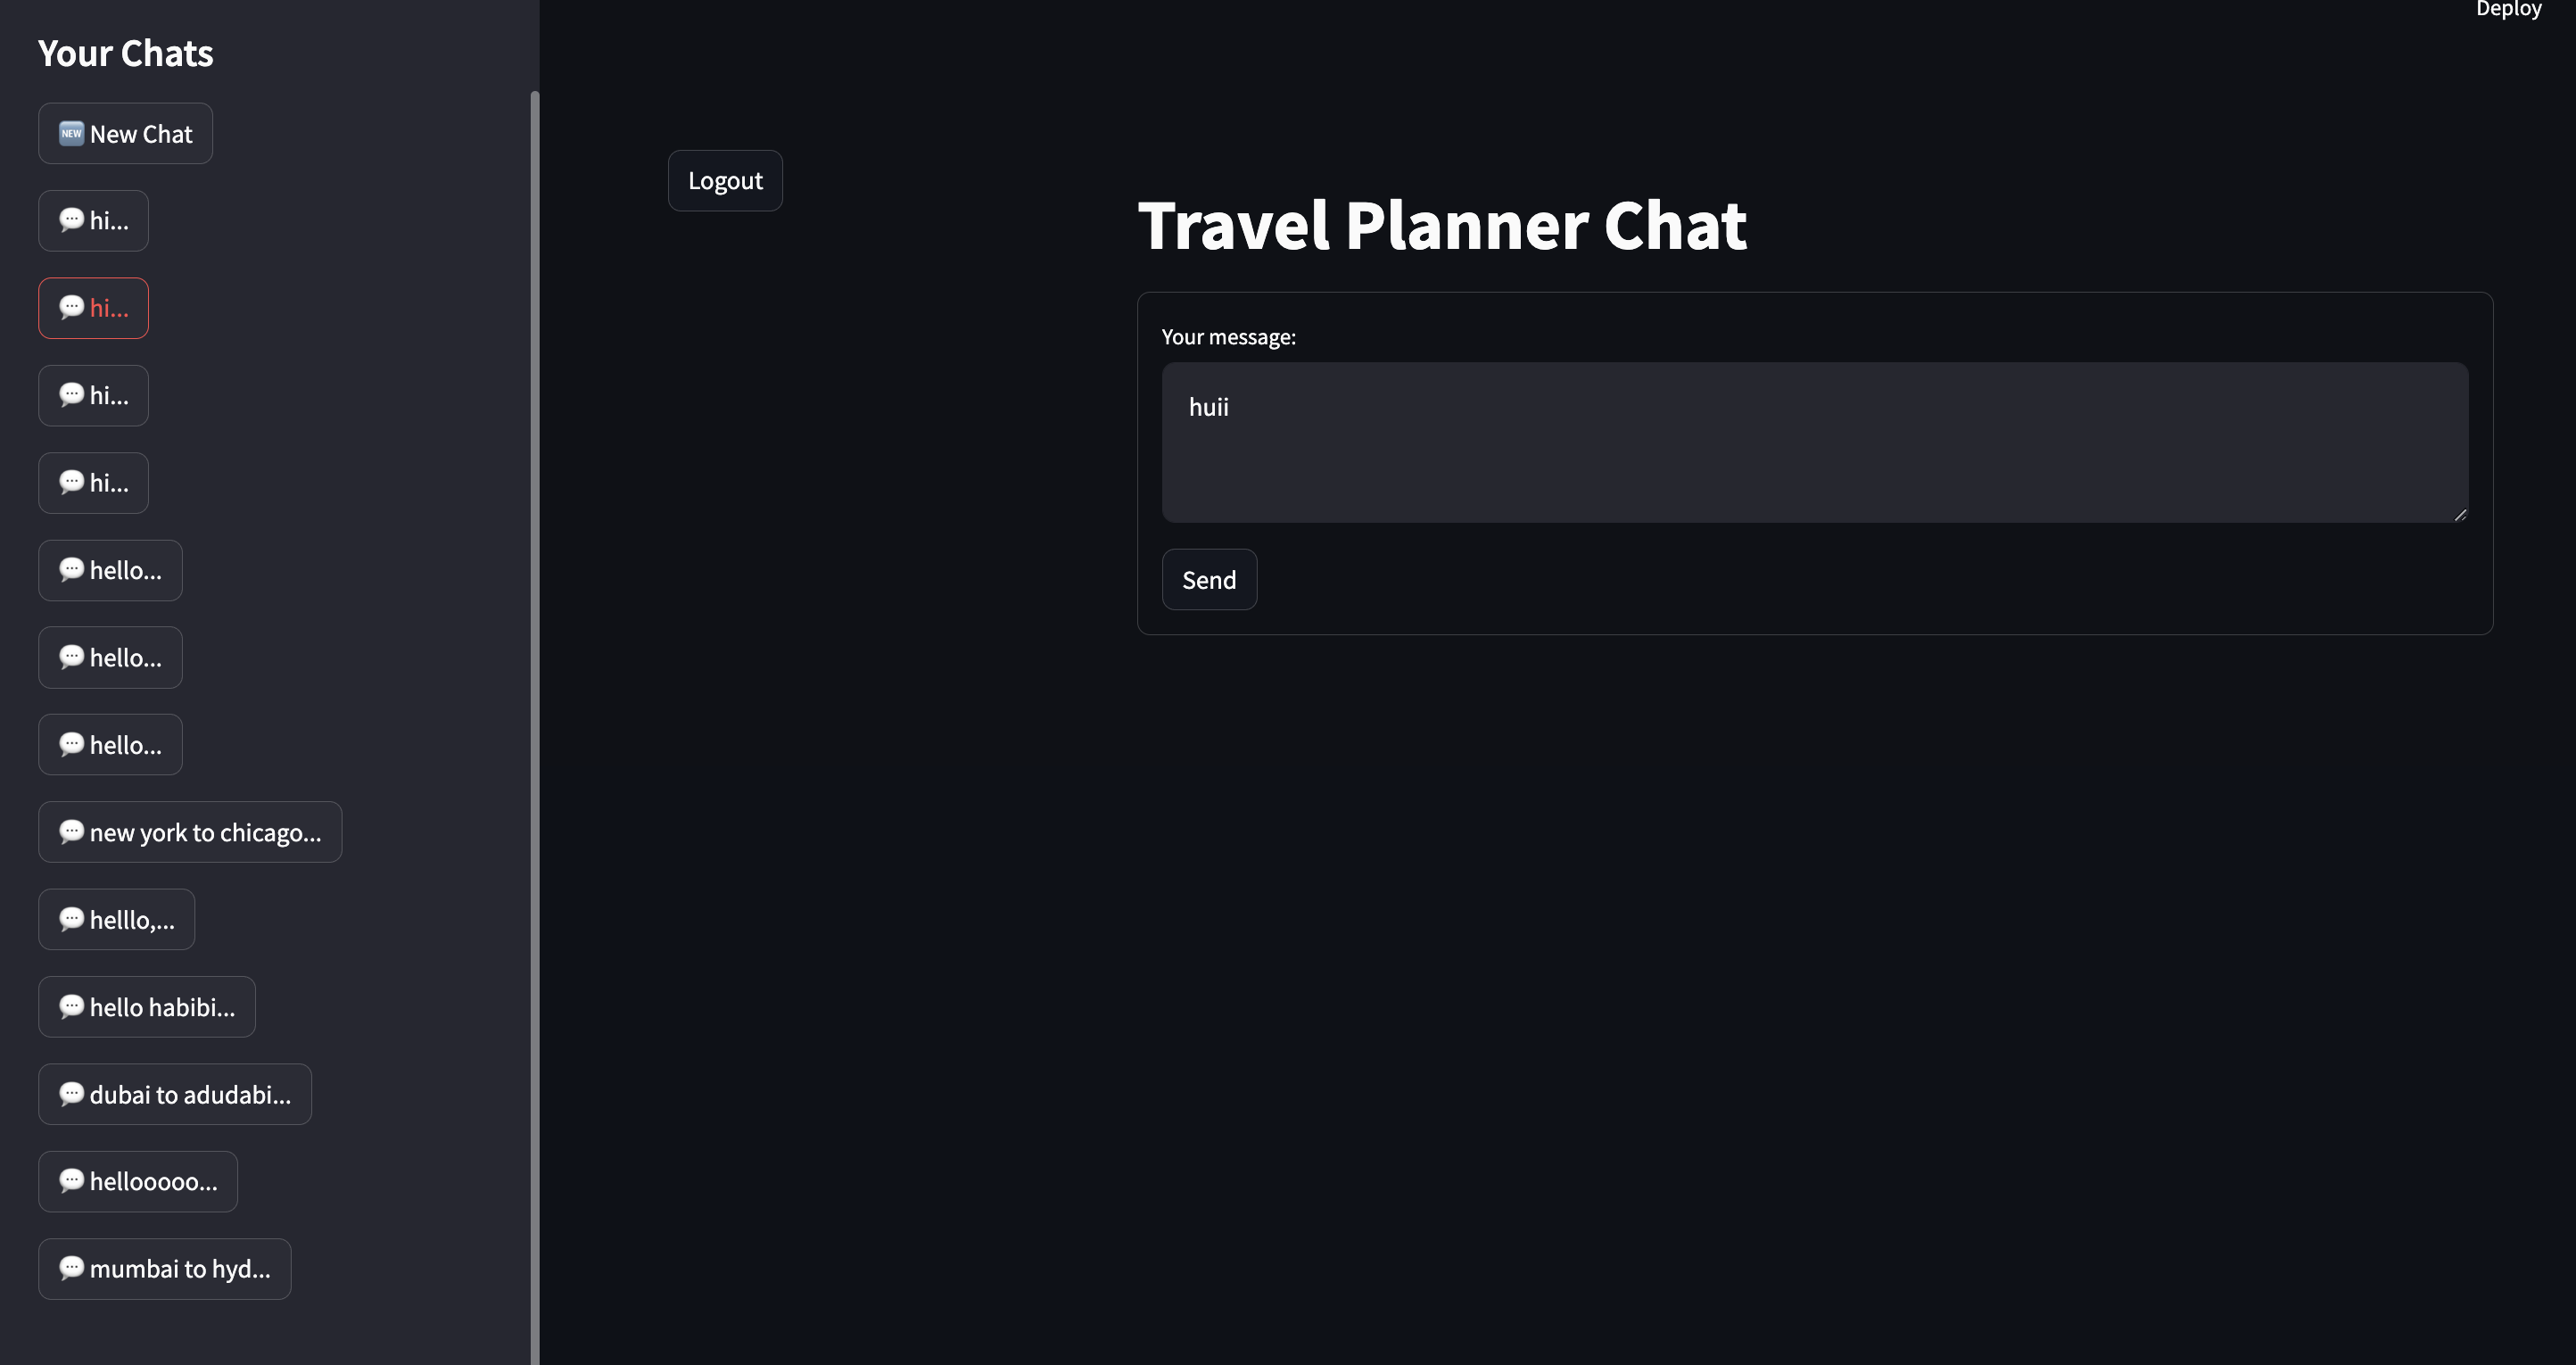 Your Chats
🆕 New Chat
💬 hi...
💬 hi...
💬 hi...
💬 hi...
💬 hello...
💬 hello...
💬 hello...
💬 new york to chicago...
💬 helllo,...
💬 hello habibi...
💬 dubai to adudabi...
💬 hellooooo...
💬 mumbai to hyd...
Deploy
Logout
Travel Planner Chat
Your message:
huii
Send